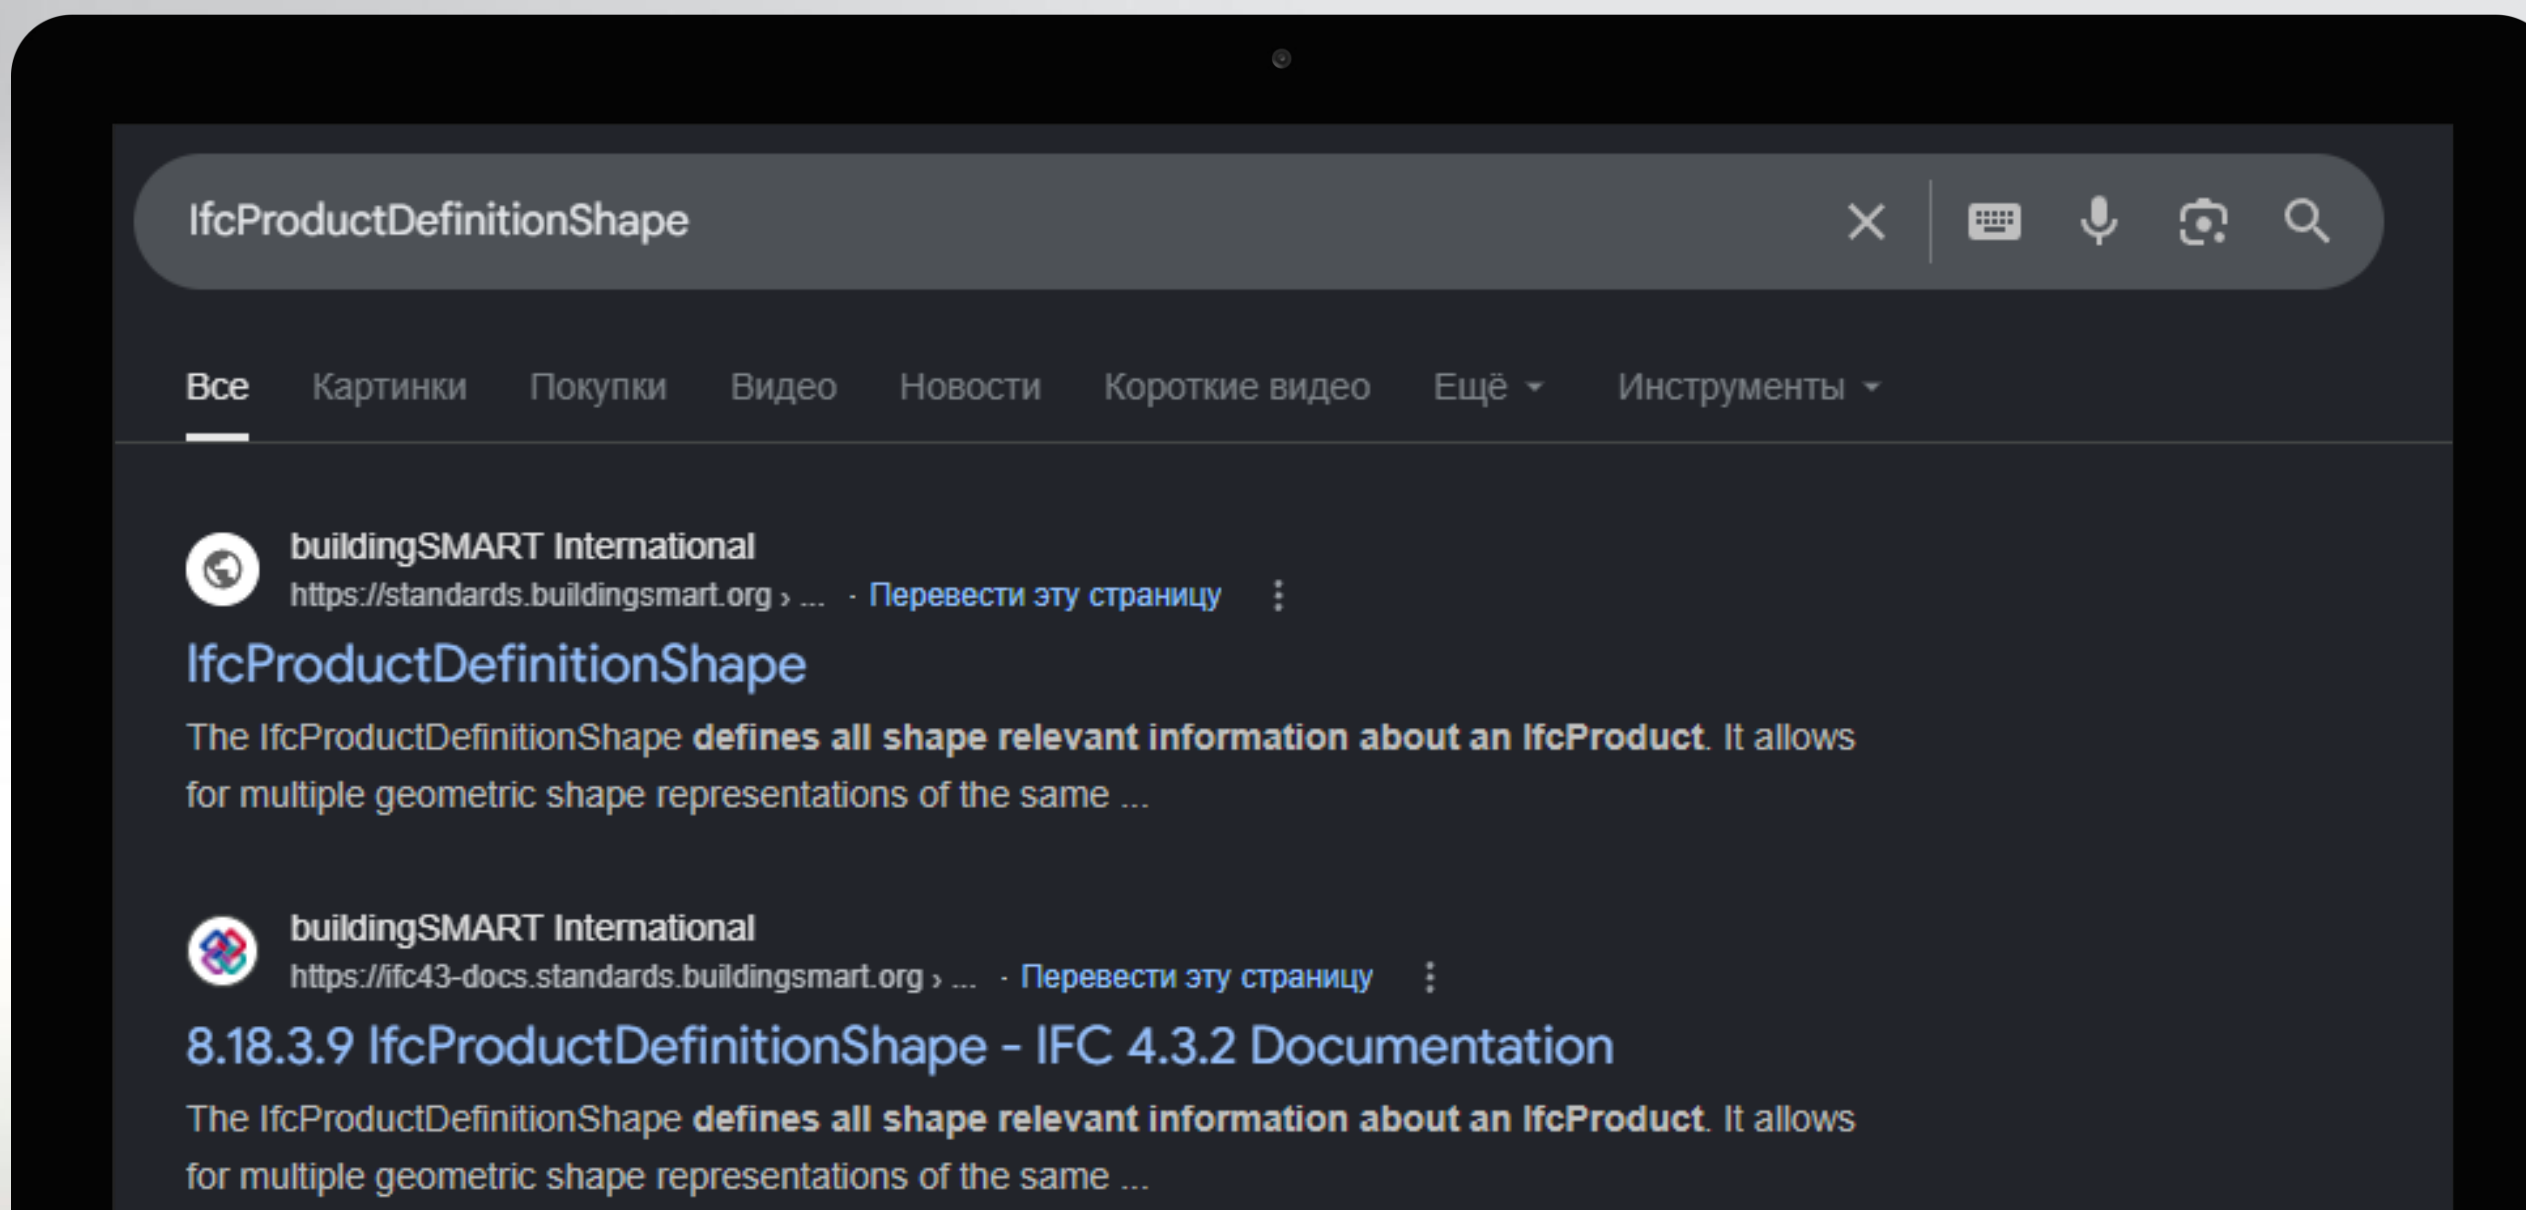 IfcProductDefinitionShape
Все Картинки Покупки Видео Новости Короткие видео Ещё Инструменты
buildingSMART International
https://standards.buildingsmart.org › ... · Перевести эту страницу
IfcProductDefinitionShape
The IfcProductDefinitionShape defines all shape relevant information about an IfcProduct. It allows
for multiple geometric shape representations of the same ...
buildingSMART International
https://ifc43-docs.standards.buildingsmart.org › ... · Перевести эту страницу
8.18.3.9 IfcProductDefinitionShape - IFC 4.3.2 Documentation
The IfcProductDefinitionShape defines all shape relevant information about an IfcProduct. It allows
for multiple geometric shape representations of the same ...